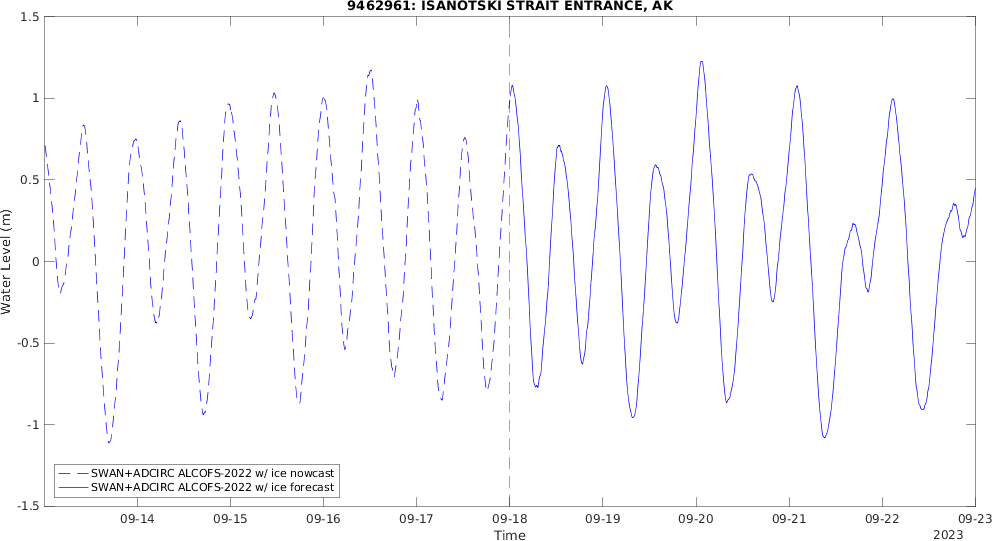 9462961: ISANOTSKI STRAIT ENTRANCE, AK
1.5
1
0.5
0
-0.5
-1
-1.5
Water Level (m)
SWAN+ADCIRC ALCOFS-2022 w/ ice nowcast
SWAN+ADCIRC ALCOFS-2022 w/ ice forecast
09-14 09-15 09-16 09-17 09-18 09-19 09-20 09-21 09-22 09-23
Time
2023